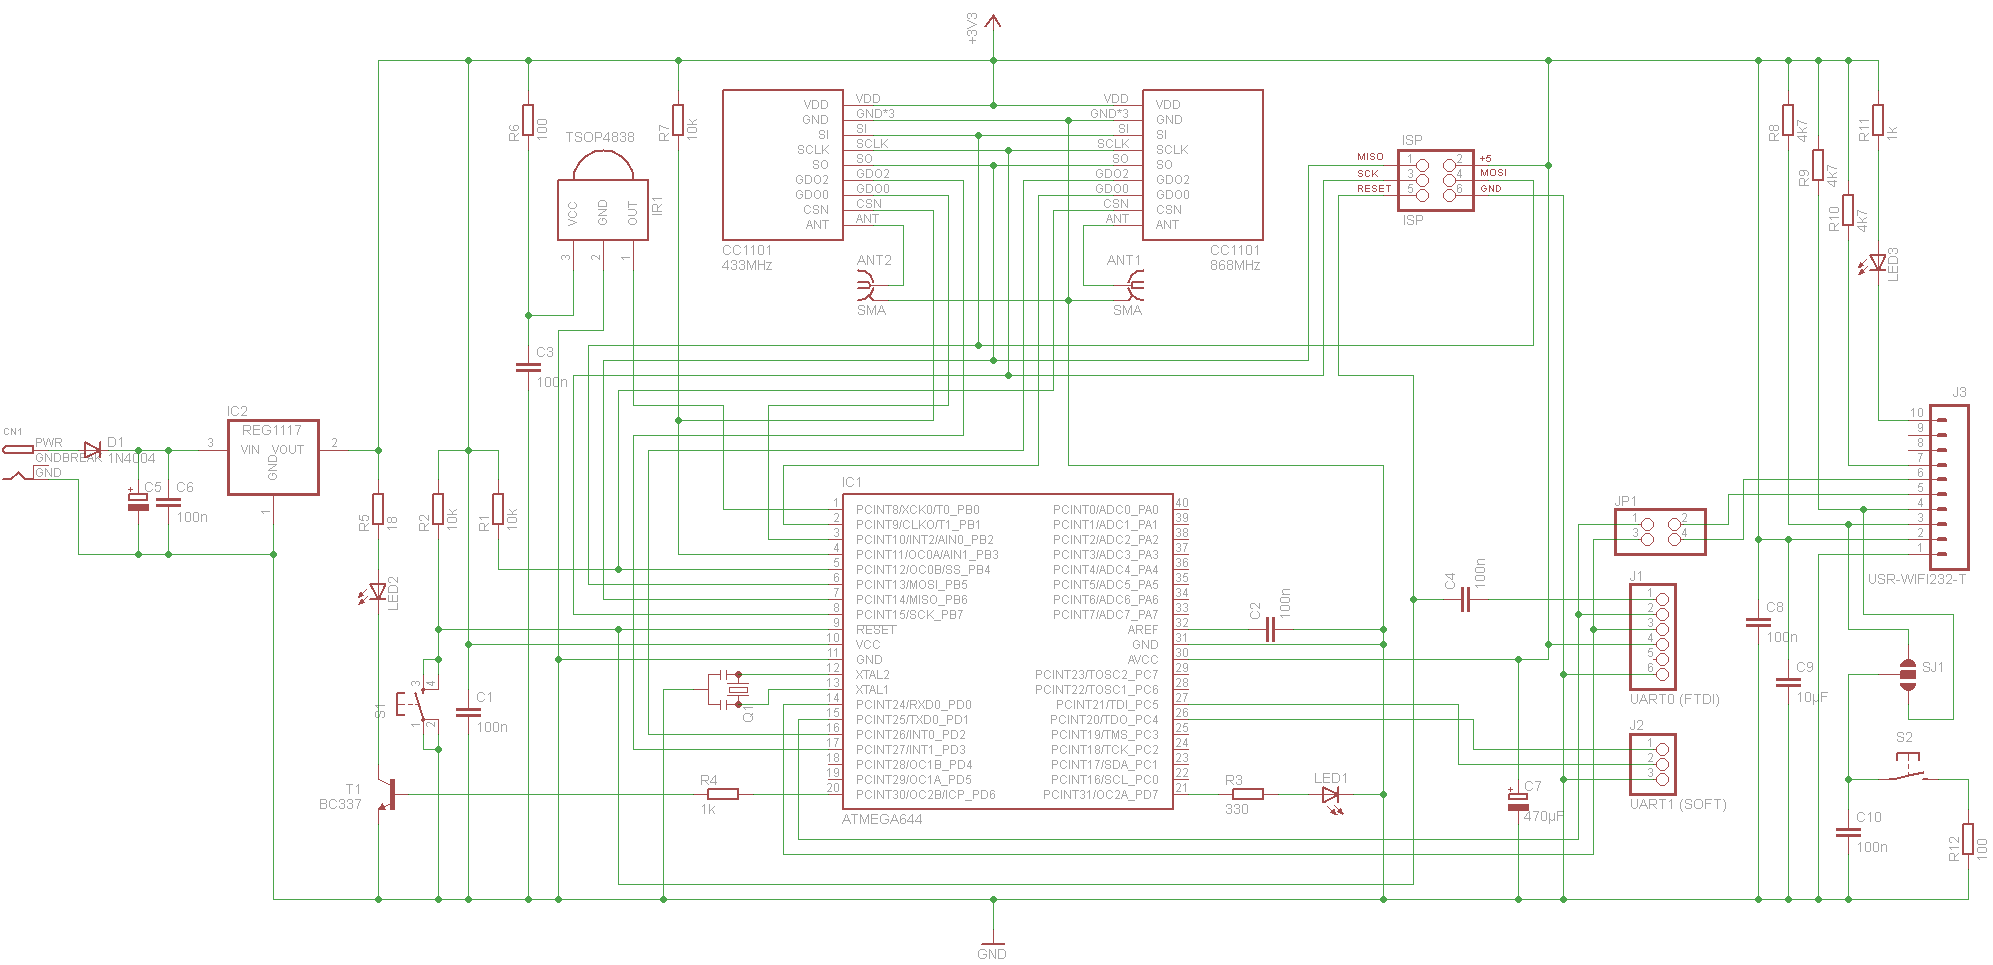 +3V3
R6
100
TSOP4838
VCC
GND
OUT
IR1
3
2
1
R7
10k
VDD
GND
SI
SCLK
SO
GDO2
GDO0
CSN
ANT
VDD
GND*3
SI
SCLK
SO
GDO2
GDO0
CSN
ANT
CC1101
433MHz
ANT2
SMA
VDD
GND*3
SI
SCLK
SO
GDO2
GDO0
CSN
ANT
VDD
GND
SI
SCLK
SO
GDO2
GDO0
CSN
ANT
CC1101
868MHz
ANT1
SMA
ISP
MISO 1 2 +5
SCK 3 4 MOSI
RESET 5 6 GND
ISP
R8
4k7
R9
4k7
R10
4k7
R11
1k
LED3
C3
100n
CN1
PWR
GNDBREAK
GND
D1
1N4004
C5
+
C6
100n
IC2
REG1117
VIN VOUT
GND
3
2
1
R5
18
R2
10k
R1
10k
LED2
S1
3 4
1 2
C1
100n
T1
BC337
R4
1k
Q1
IC1
1 PCINT8/XCK0/T0_PB0
2 PCINT9/CLKO/T1_PB1
3 PCINT10/INT2/AIN0_PB2
4 PCINT11/OC0A/AIN1_PB3
5 PCINT12/OC0B/SS_PB4
6 PCINT13/MOSI_PB5
7 PCINT14/MISO_PB6
8 PCINT15/SCK_PB7
9 RESET
10 VCC
11 GND
12 XTAL2
13 XTAL1
14 PCINT24/RXD0_PD0
15 PCINT25/TXD0_PD1
16 PCINT26/INT0_PD2
17 PCINT27/INT1_PD3
18 PCINT28/OC1B_PD4
19 PCINT29/OC1A_PD5
20 PCINT30/OC2B/ICP_PD6
PCINT0/ADC0_PA0 40
PCINT1/ADC1_PA1 39
PCINT2/ADC2_PA2 38
PCINT3/ADC3_PA3 37
PCINT4/ADC4_PA4 36
PCINT5/ADC5_PA5 35
PCINT6/ADC6_PA6 34
PCINT7/ADC7_PA7 33
AREF 32
GND 31
AVCC 30
PCINT23/TOSC2_PC7 29
PCINT22/TOSC1_PC6 28
PCINT21/TDI_PC5 27
PCINT20/TDO_PC4 26
PCINT19/TMS_PC3 25
PCINT18/TCK_PC2 24
PCINT17/SDA_PC1 23
PCINT16/SCL_PC0 22
PCINT31/OC2A_PD7 21
ATMEGA644
C2
100n
R3
330
LED1
C4
100n
C7
+
470µF
JP1
1 2
3 4
J1
1
2
3
4
5
6
UART0 (FTDI)
J2
1
2
3
UART1 (SOFT)
J3
10
9
8
7
6
5
4
3
2
1
USR-WIFI232-T
C8
100n
C9
10µF
SJ1
S2
C10
100n
R12
100
GND